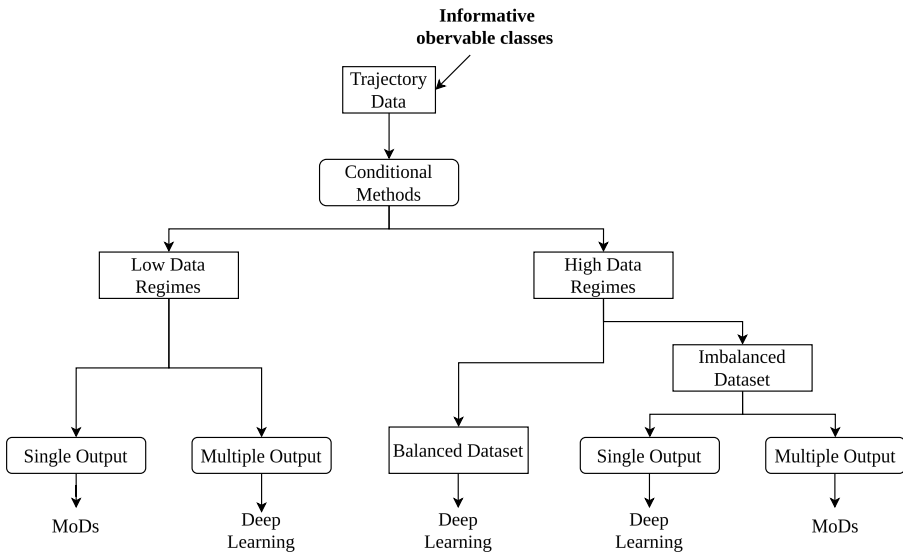 Informative
obervable classes
Trajectory
Data
Conditional
Methods
Low Data
Regimes
High Data
Regimes
Imbalanced
Dataset
Single Output
Multiple Output
Balanced Dataset
Single Output
Multiple Output
MoDs
Deep
Learning
Deep
Learning
Deep
Learning
MoDs